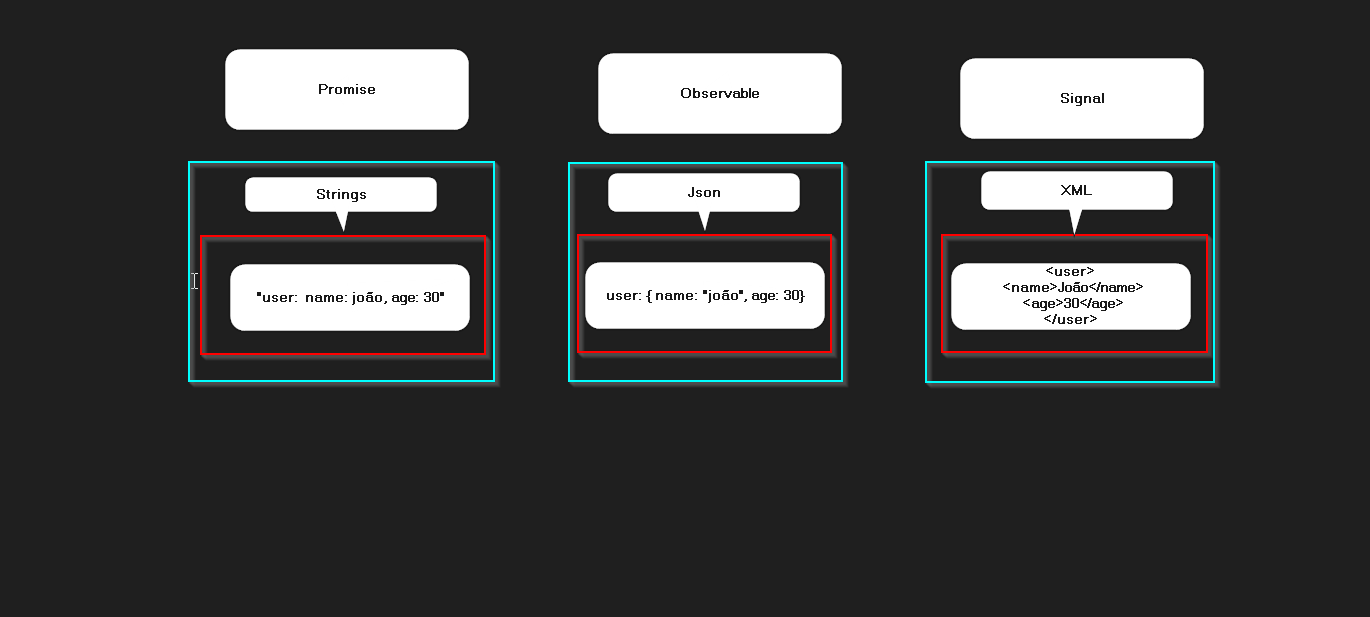 Promise
Observable
Signal
Strings
Json
XML
"user:  name: joão, age: 30"
user: { name: "joão", age: 30}
<user>
<name>João</name>
<age>30</age>
</user>